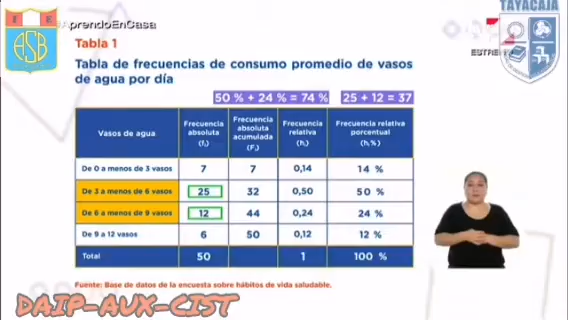 TAYACAJA
F E
ASB
#AprendoEnCasa
ESTRE
Tabla 1
Tabla de frecuencias de consumo promedio de vasos
de agua por día
50 % + 24 % = 74 % 25 + 12 = 37
Vasos de agua Frecuencia absoluta (fᵢ) Frecuencia absoluta acumulada (Fᵢ) Frecuencia relativa (hᵢ) Frecuencia relativa porcentual (hᵢ%)
De 0 a menos de 3 vasos 7 7 0,14 14 %
De 3 a menos de 6 vasos 25 32 0,50 50 %
De 6 a menos de 9 vasos 12 44 0,24 24 %
De 9 a 12 vasos 6 50 0,12 12 %
Total 50 1 100 %
Fuente: Base de datos de la encuesta sobre hábitos de vida saludable.
DAIP-AUX-CIST